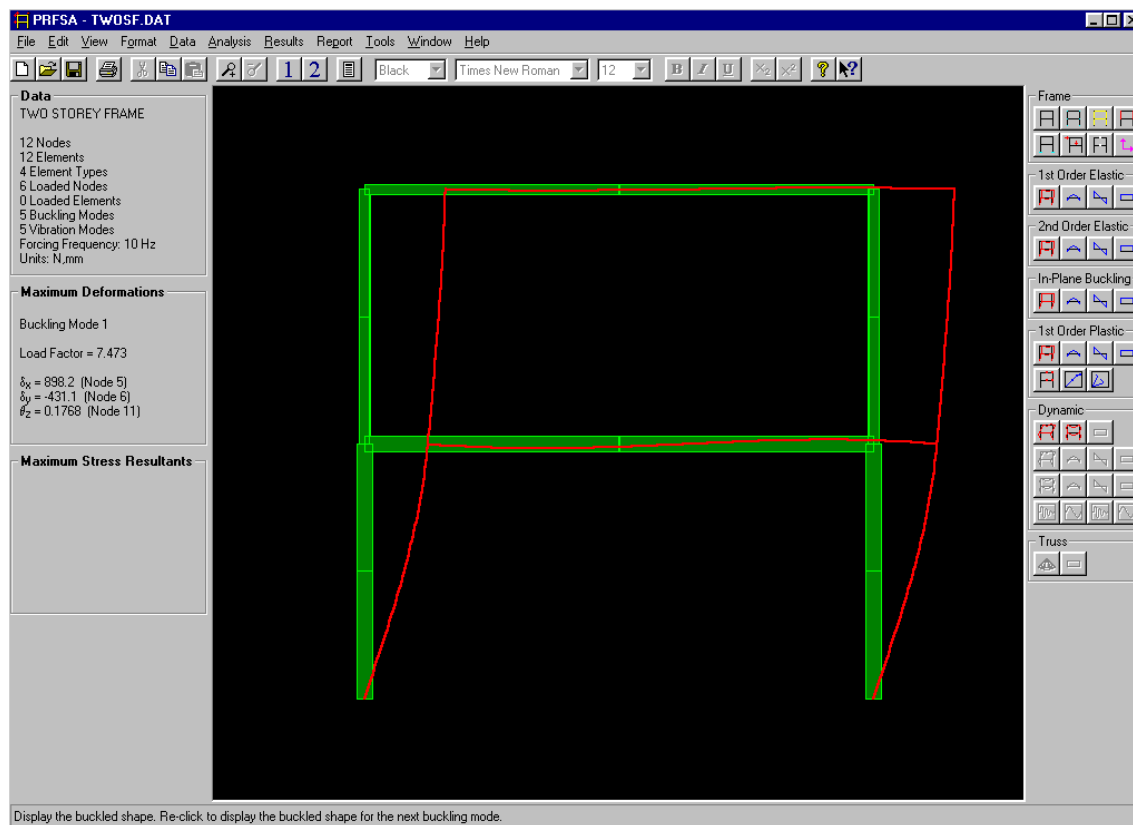 PRFSA - TWOSF.DAT
File Edit View Format Data Analysis Results Report Tools Window Help
1 2 Black Times New Roman 12 B I U X₂ x² ? ?
Data
TWO STOREY FRAME
12 Nodes
12 Elements
4 Element Types
6 Loaded Nodes
0 Loaded Elements
5 Buckling Modes
5 Vibration Modes
Forcing Frequency: 10 Hz
Units: N,mm
Maximum Deformations
Buckling Mode 1
Load Factor = 7.473
δx = 898.2 (Node 5)
δy = -431.1 (Node 6)
θz = 0.1768 (Node 11)
Maximum Stress Resultants
Frame
1st Order Elastic
2nd Order Elastic
In-Plane Buckling
1st Order Plastic
Dynamic
Truss
Display the buckled shape. Re-click to display the buckled shape for the next buckling mode.